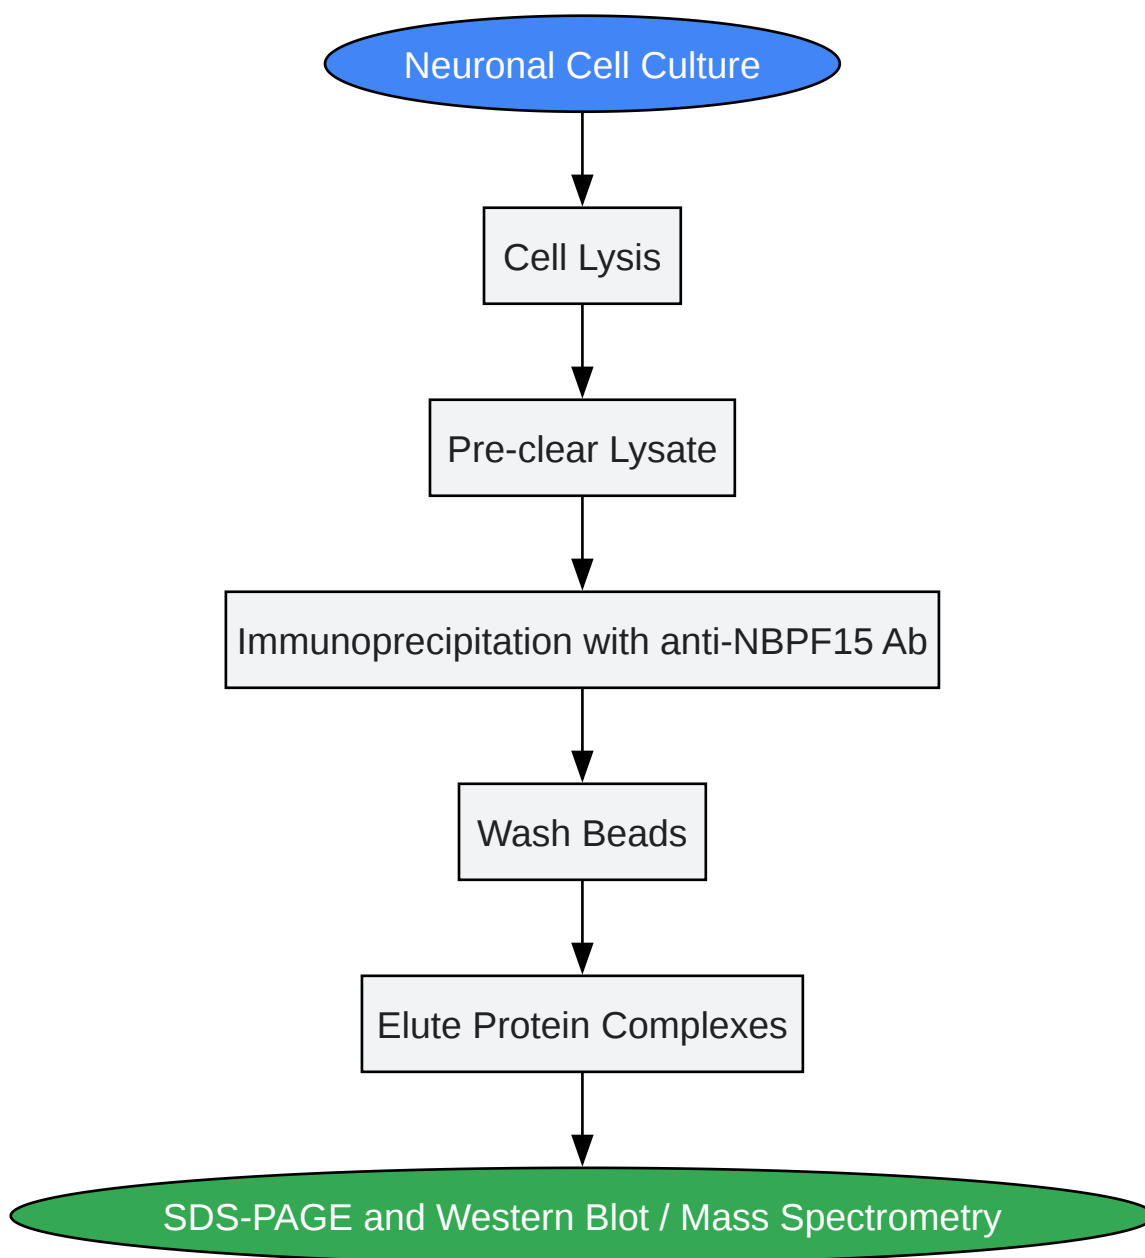 Neuronal Cell Culture
Cell Lysis
Pre-clear Lysate
Immunoprecipitation with anti-NBPF15 Ab
Wash Beads
Elute Protein Complexes
SDS-PAGE and Western Blot / Mass Spectrometry